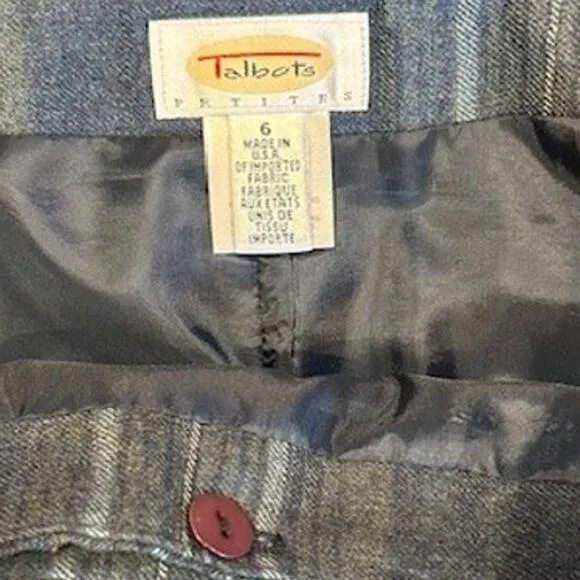 Talbots
PETITES
6
MADE IN
U.S.A.
OF IMPORTED
FABRIC
FABRIQUE
AUX ETATS
UNIS DE
TISSU
IMPORTE